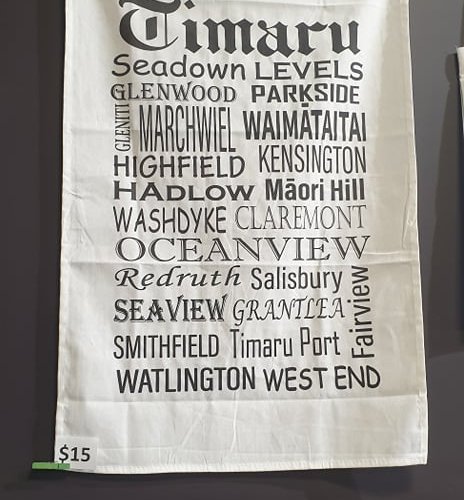 Timaru
Seadown LEVELS
GLENWOOD PARKSIDE
GLENITI
MARCHWIEL WAIMĀTAITAI
HIGHFIELD KENSINGTON
HADLOW Māori Hill
WASHDYKE CLAREMONT
OCEANVIEW
Redruth Salisbury
Fairview
SEAVIEW GRANTLEA
SMITHFIELD Timaru Port
WATLINGTON WEST END
$15